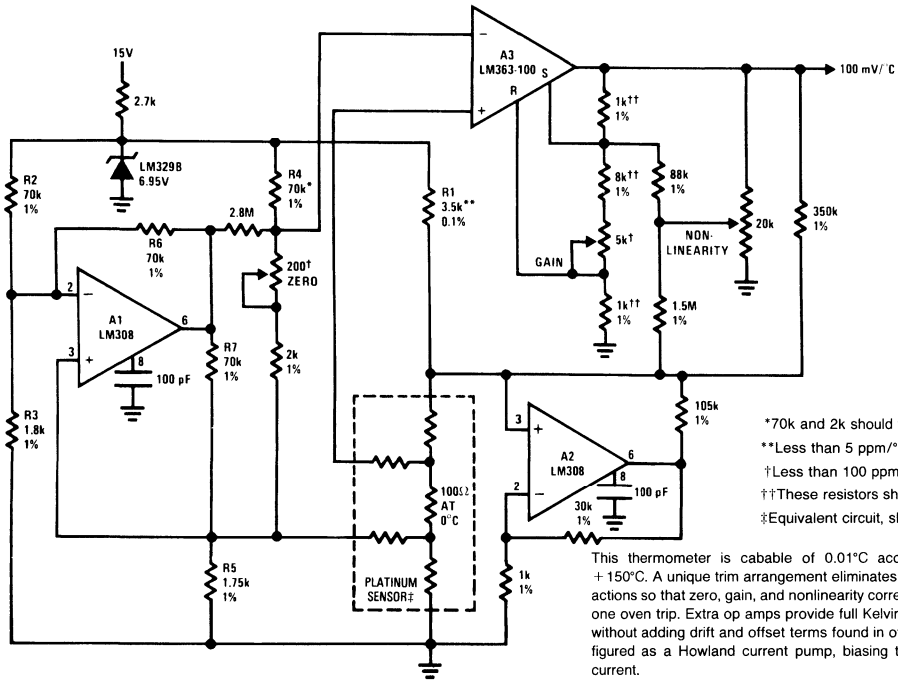 15V
2.7k
LM329B
6.95V
R2
70k
1%
R6
70k
1%
2.8M
R4
70k*
1%
200†
ZERO
2k
1%
2
3
6
8
A1
LM308
100 pF
R7
70k
1%
R3
1.8k
1%
R5
1.75k
1%
A3
LM363-100
−
+
R
S
1k††
1%
8k††
1%
5k†
GAIN
1k††
1%
88k
1%
NON-
LINEARITY
20k
350k
1%
100 mV/°C
1.5M
1%
R1
3.5k**
0.1%
100Ω
AT
0°C
PLATINUM
SENSOR‡
3
+
A2
LM308
2
−
6
8
100 pF
105k
1%
30k
1%
1k
1%
*70k and 2k should
**Less than 5 ppm/°
†Less than 100 ppm
††These resistors sh
‡Equivalent circuit, sl
This thermometer is cabable of 0.01°C acc
+150°C. A unique trim arrangement eliminates
actions so that zero, gain, and nonlinearity corre
one oven trip. Extra op amps provide full Kelvin
without adding drift and offset terms found in o
figured as a Howland current pump, biasing t
current.